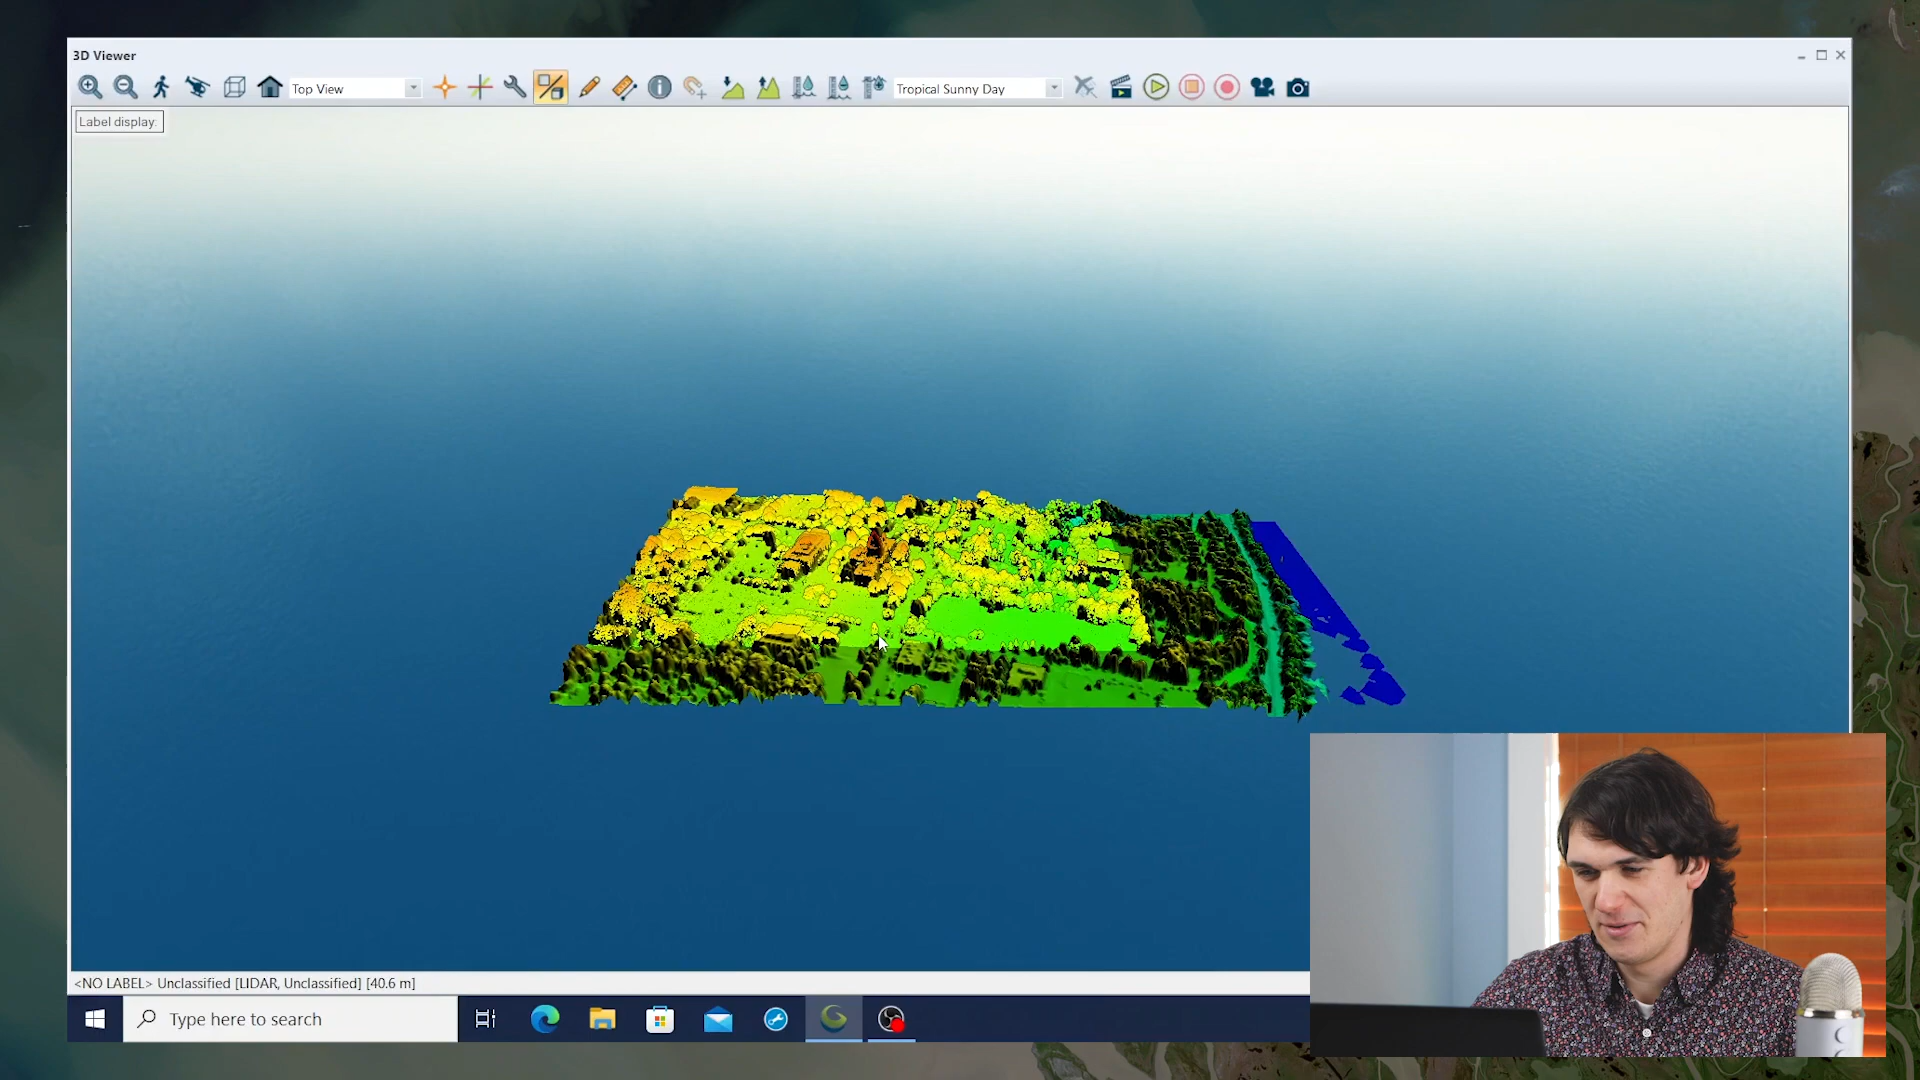 3D Viewer
Top View
Tropical Sunny Day
Label display:
<NO LABEL> Unclassified [LIDAR, Unclassified] [40.6 m]
Type here to search